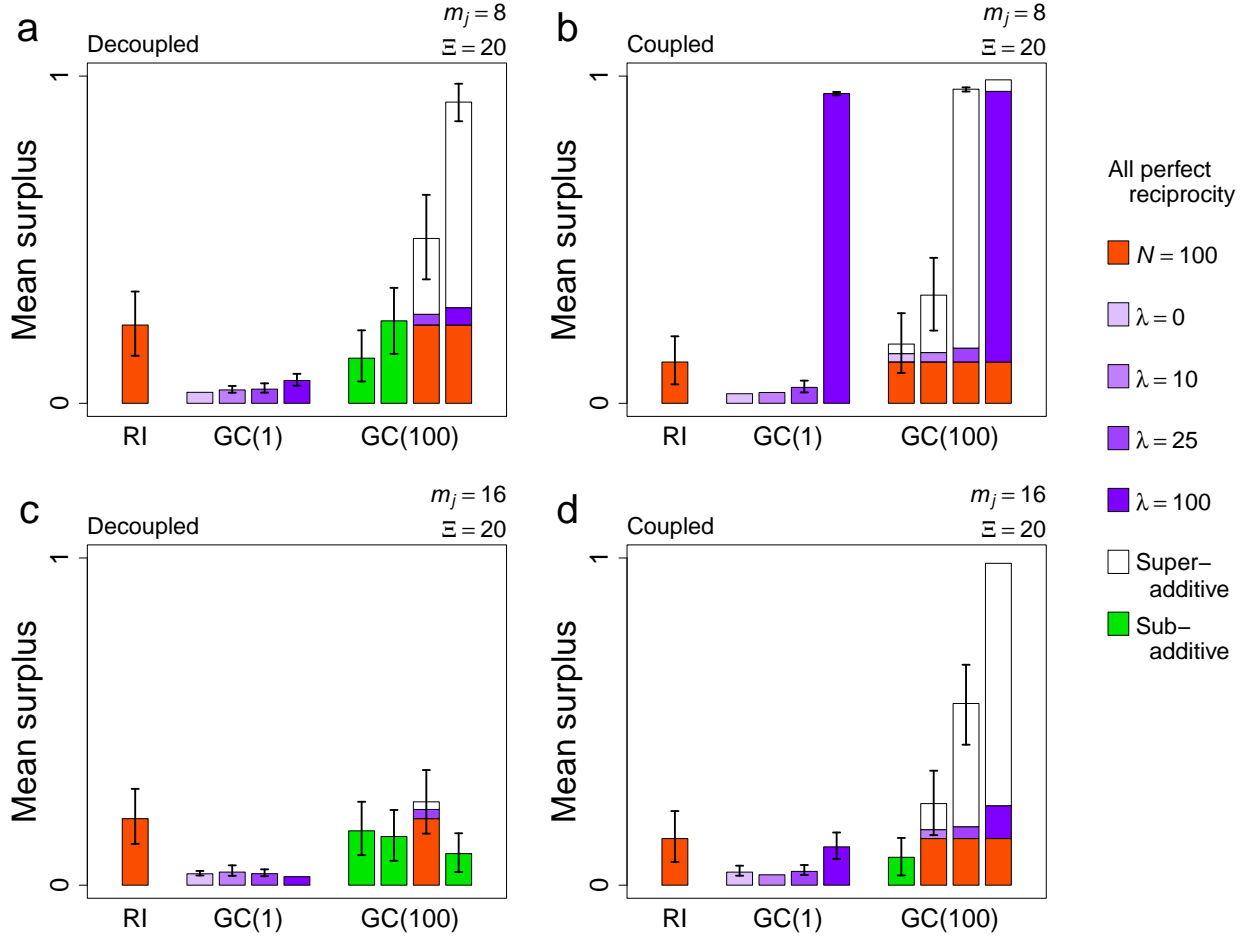 a
Decoupled
m_j = 8
Ξ = 20
Mean surplus
1
0
RI
GC(1)
GC(100)
b
Coupled
m_j = 8
Ξ = 20
Mean surplus
1
0
RI
GC(1)
GC(100)
c
Decoupled
m_j = 16
Ξ = 20
Mean surplus
1
0
RI
GC(1)
GC(100)
d
Coupled
m_j = 16
Ξ = 20
Mean surplus
1
0
RI
GC(1)
GC(100)
All perfect
reciprocity
N = 100
λ = 0
λ = 10
λ = 25
λ = 100
Super−
additive
Sub−
additive